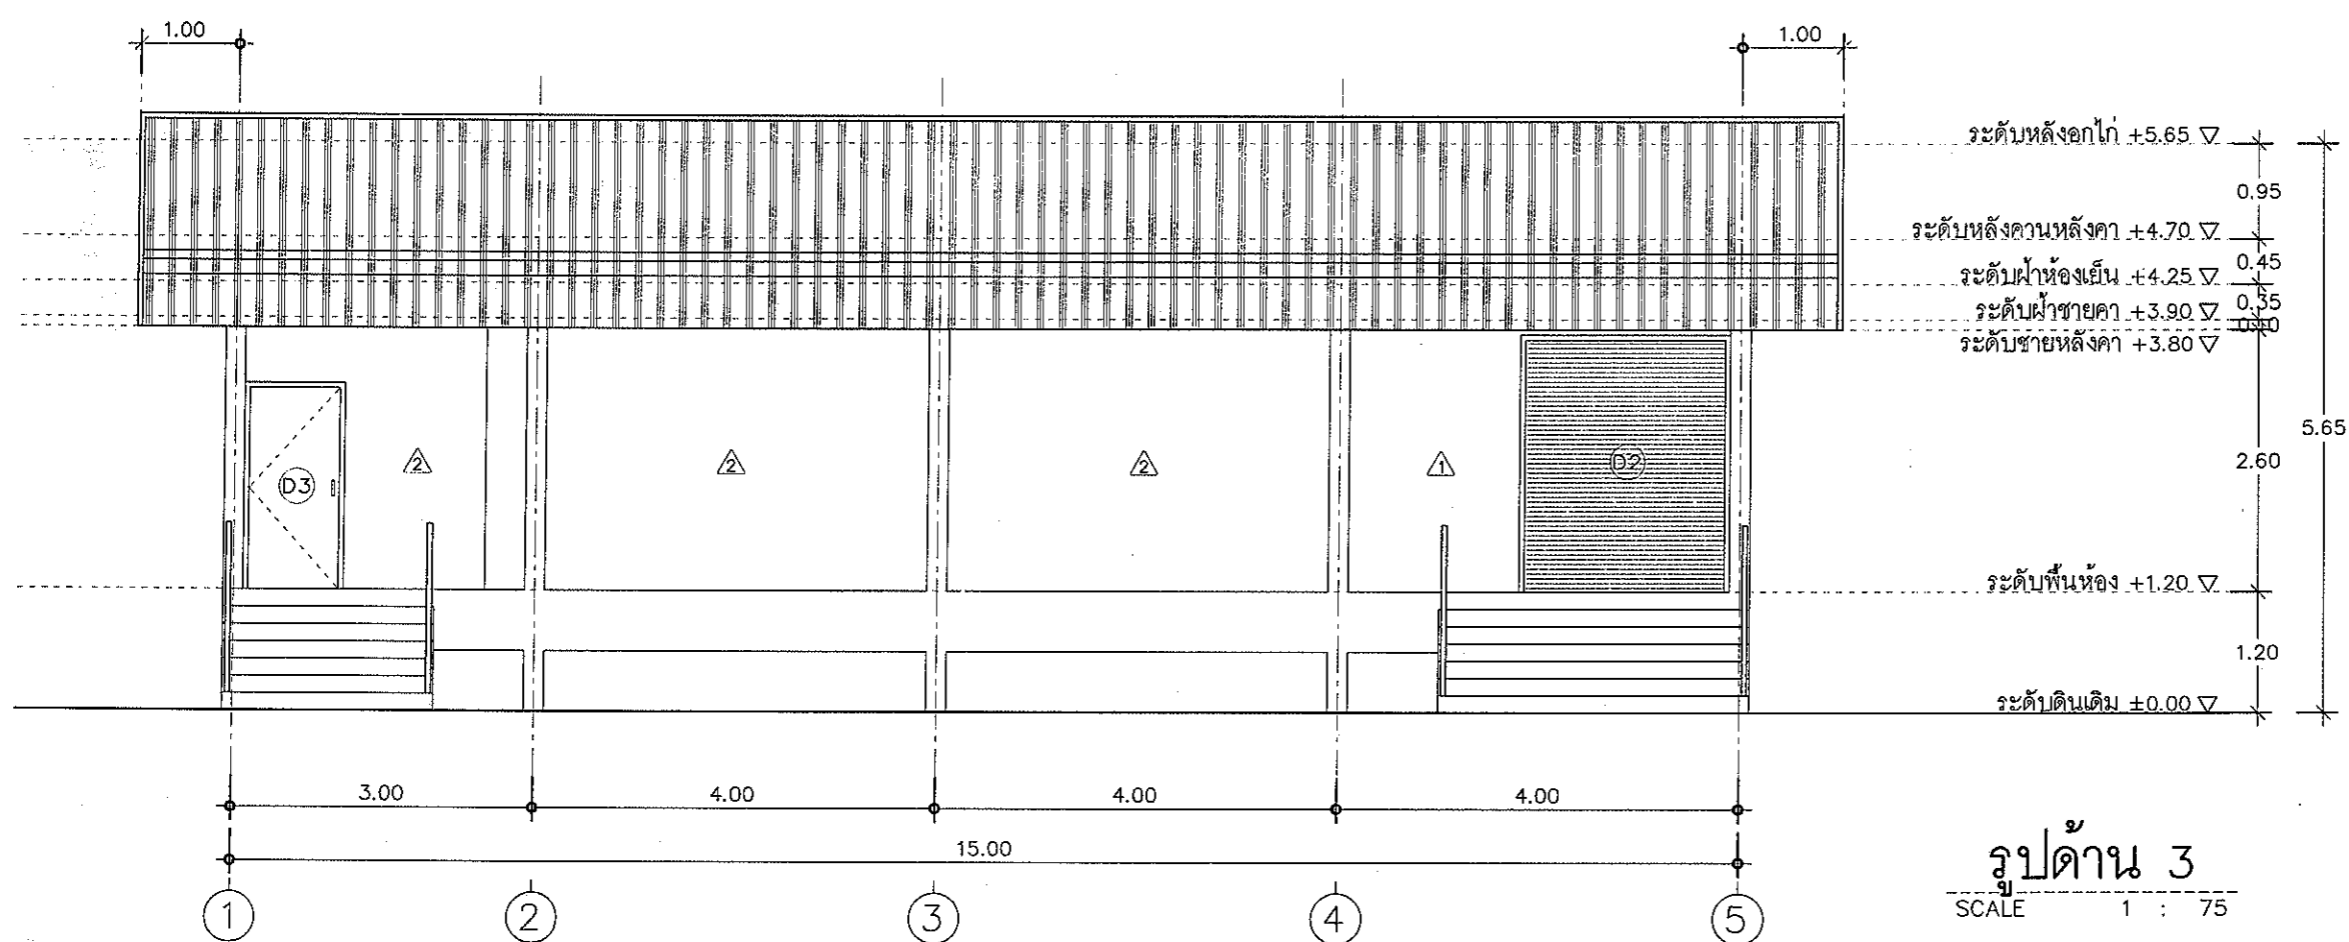 1.00
1.00
ระดับหลังอกไก่ +5.65
0.95
ระดับหลังควนหลังคา +4.70
0.45
ระดับฝ้าห้องเย็น +4.25
0.35
ระดับฝ้าชายคา +3.90
0.10
ระดับชายหลังคา +3.80
5.65
2 2 2 1 D2 2.60
D3
ระดับพื้นห้อง +1.20
1.20
ระดับดินเดิม ±0.00
3.00 4.00 4.00 4.00
15.00
รูปด้าน 3
SCALE 1 : 75
1 2 3 4 5